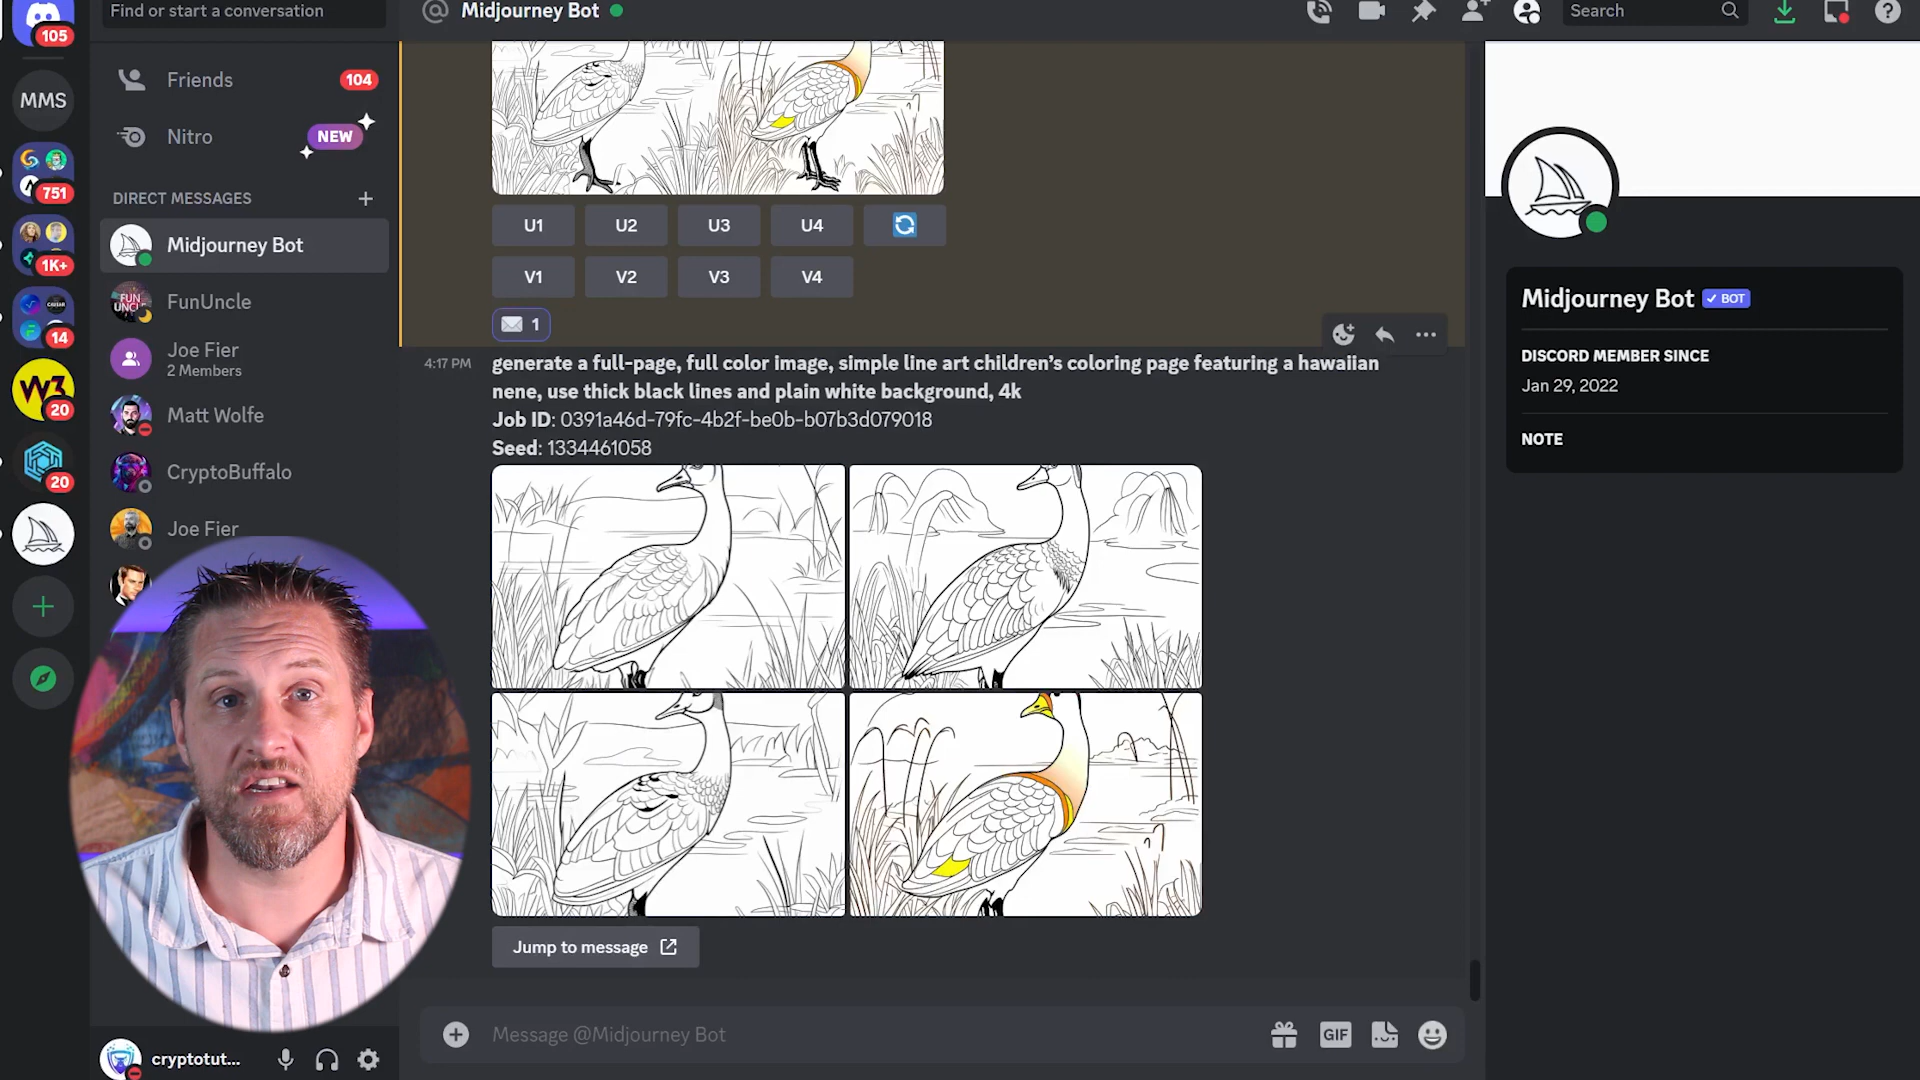 Find or start a conversation
Midjourney Bot
Search
105
MMS
Friends
104
Nitro
NEW
DIRECT MESSAGES
751
1K+
14
20
20
Midjourney Bot
FunUncle
FUN
UNCL
Joe Fier
2 Members
Matt Wolfe
CryptoBuffalo
Joe Fier
CAESAR
W3
U1
U2
U3
U4
V1
V2
V3
V4
1
4:17 PM
generate a full-page, full color image, simple line art children's coloring page featuring a hawaiian
nene, use thick black lines and plain white background, 4k
Job ID: 0391a46d-79fc-4b2f-be0b-b07b3d079018
Seed: 1334461058
Jump to message
Message @Midjourney Bot
GIF
cryptotut...
Midjourney Bot
BOT
DISCORD MEMBER SINCE
Jan 29, 2022
NOTE